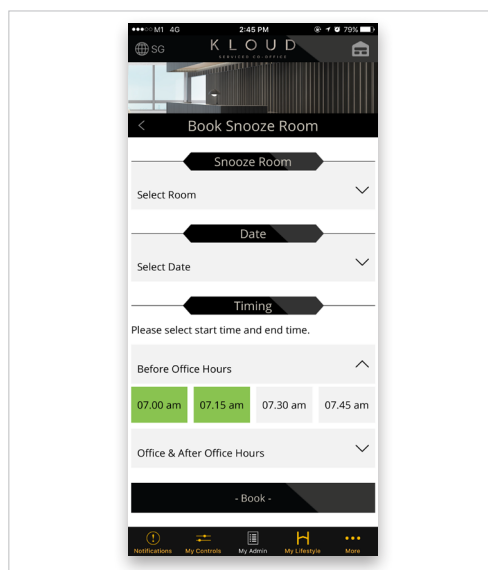 M1 4G 2:45 PM 79%
SG KLOUD
SERVICED CO-OFFICE
Book Snooze Room
Snooze Room
Select Room
Date
Select Date
Timing
Please select start time and end time.
Before Office Hours
07.00 am 07.15 am 07.30 am 07.45 am
Office & After Office Hours
- Book -
Notifications My Controls My Admin My Lifestyle More